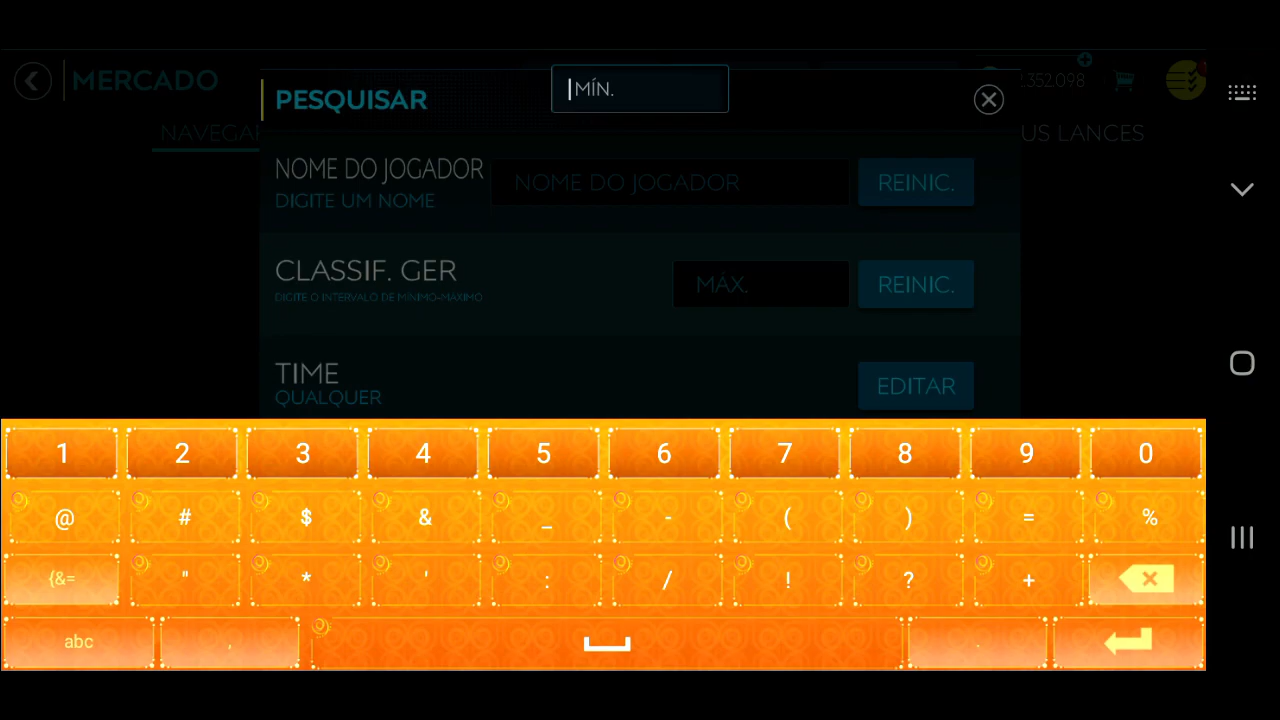 MERCADO
PESQUISAR
MÍN.
.352.098
NAVEGAR
US LANCES
NOME DO JOGADOR
DIGITE UM NOME
NOME DO JOGADOR
REINIC.
CLASSIF. GER
DIGITE O INTERVALO DE MÍNIMO-MÁXIMO
MÁX.
REINIC.
TIME
QUALQUER
EDITAR
1 2 3 4 5 6 7 8 9 0
@ # $ & _ - ( ) = %
{&= " * ' : / ! ? +
abc , .